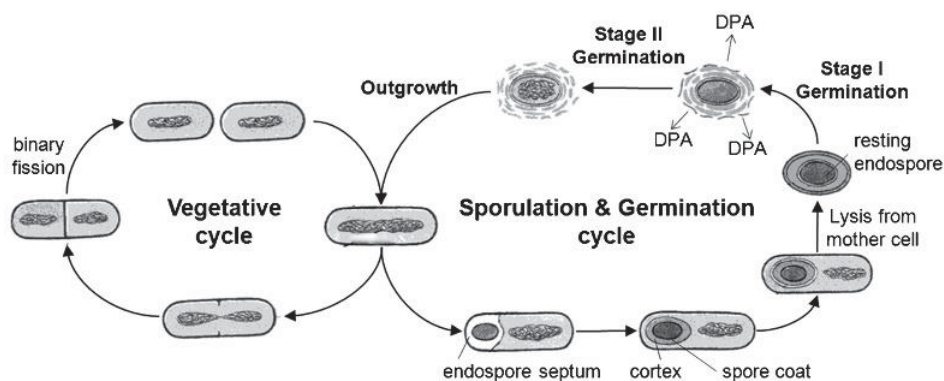 DPA
Stage II
Germination
Stage I
Germination
Outgrowth
DPA
DPA
binary
fission
resting
endospore
Vegetative
cycle
Sporulation & Germination
cycle
Lysis from
mother cell
endospore septum
cortex
spore coat